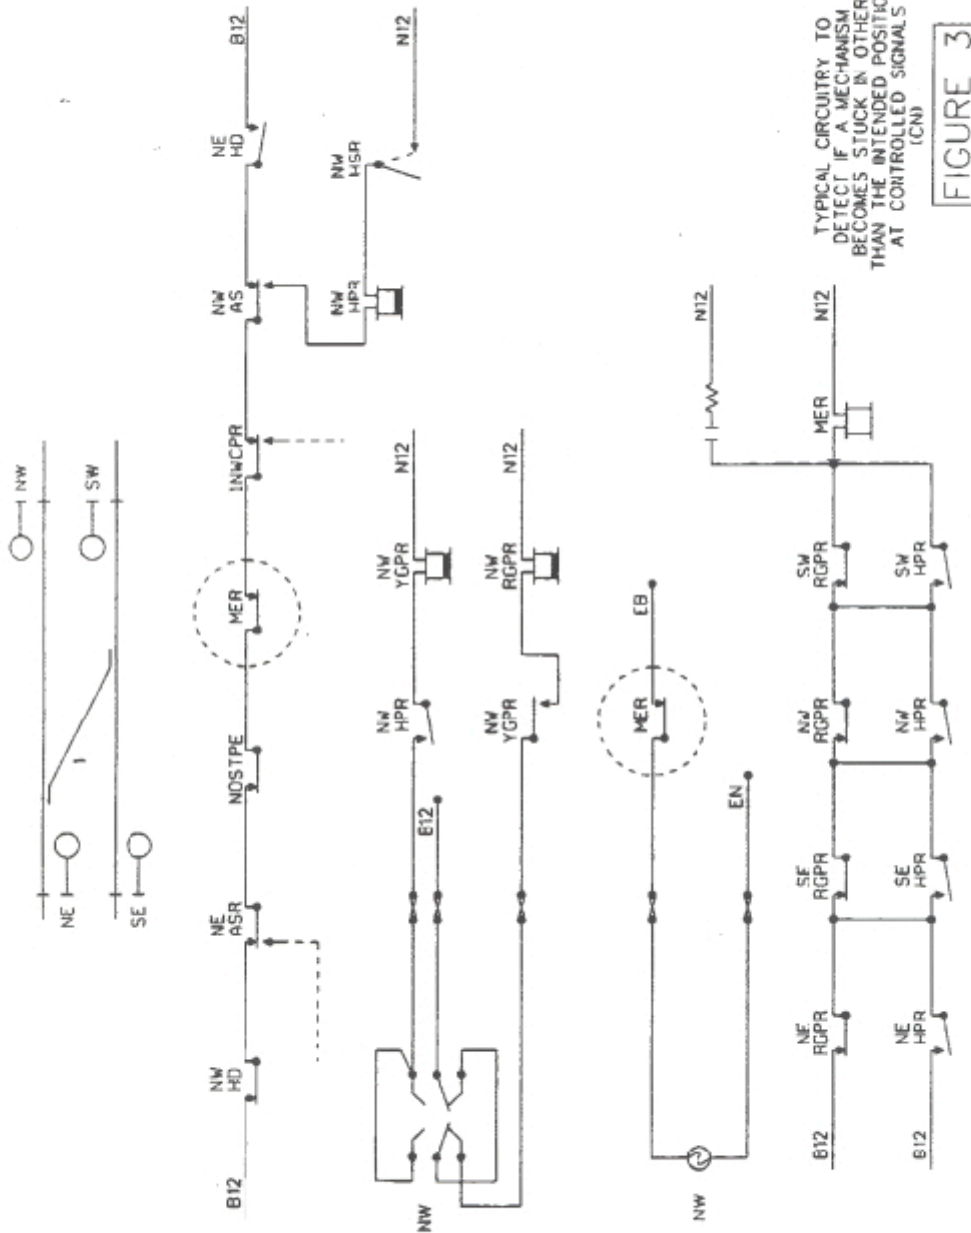 NW
SW
NE
SE
B12
NW
HD
NE
ASR
NOSTPE
MER
1NWCPR
NW
AS
NE
HD
B12
NW
HPR
NW
HSR
N12
NW
B12
NW
HPR
NW
YGPR
N12
NW
YGPR
NW
RGPR
N12
NW
MER
EB
EN
B12
NE
RGPR
SE
RGPR
NW
RGPR
SW
RGPR
MER
N12
N12
B12
NE
HPR
SE
HPR
NW
HPR
SW
HPR
TYPICAL CIRCUITRY TO
DETECT IF A MECHANISM
BECOMES STUCK IN OTHER
THAN THE INTENDED
AT CONTROLLED SIGNALS
(CN)
FIGURE 3